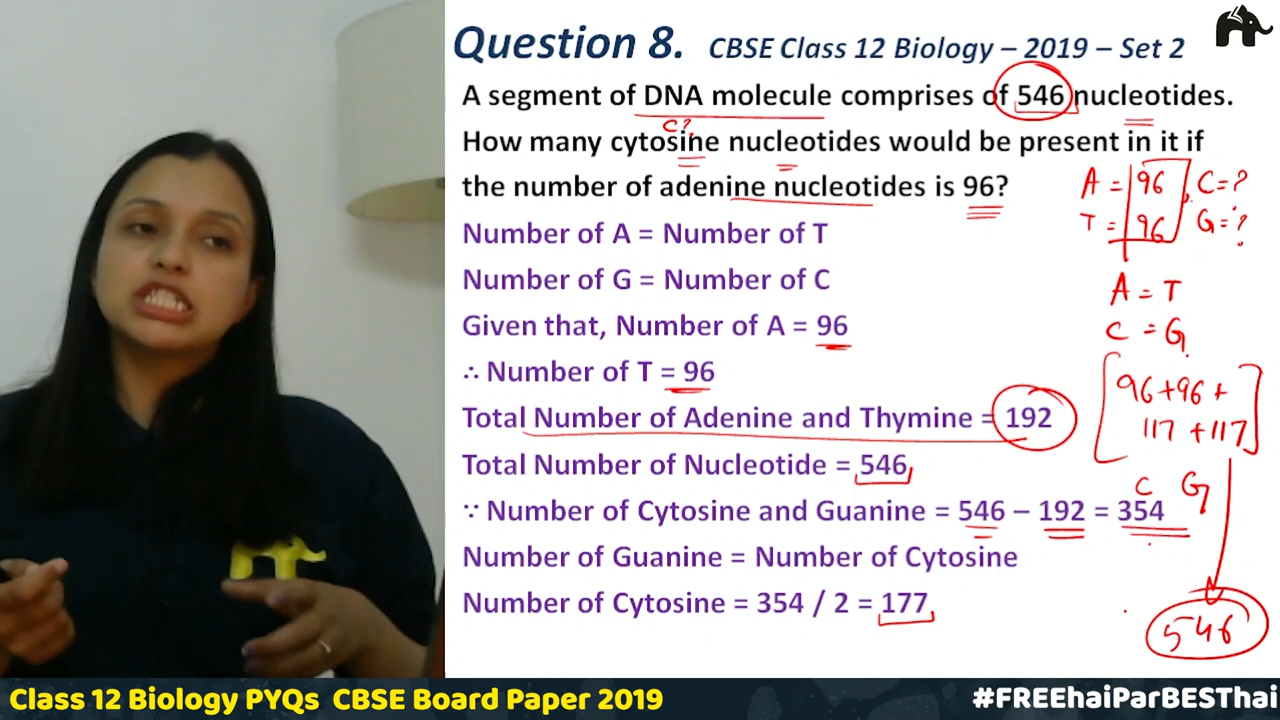 Question 8. CBSE Class 12 Biology – 2019 – Set 2
A segment of DNA molecule comprises of 546 nucleotides.
C?
How many cytosine nucleotides would be present in it if
the number of adenine nucleotides is 96?
A = 96, C = ?
T = 96 G = ?
Number of A = Number of T
Number of G = Number of C
A = T
Given that, Number of A = 96
C = G
∴ Number of T = 96
96+96+
Total Number of Adenine and Thymine = 192
117 +117
Total Number of Nucleotide = 546
C G
∵ Number of Cytosine and Guanine = 546 – 192 = 354
Number of Guanine = Number of Cytosine
Number of Cytosine = 354 / 2 = 177
546
Class 12 Biology PYQs CBSE Board Paper 2019
#FREEhaiParBESThai